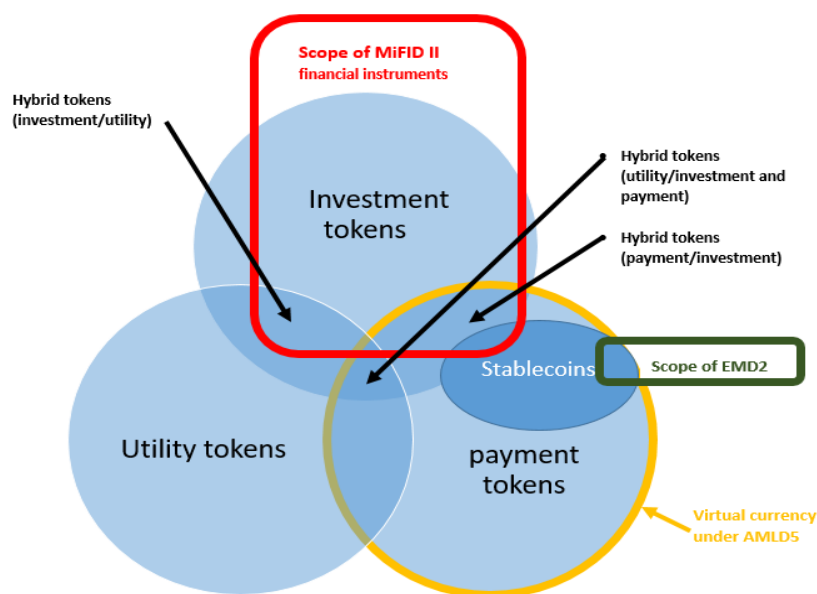 Scope of MiFID II
financial instruments
Hybrid tokens
(investment/utility)
Hybrid tokens
(utility/investment and
payment)
Investment
tokens
Hybrid tokens
(payment/investment)
Stablecoins
Scope of EMD2
Utility tokens
payment
tokens
Virtual currency
under AMLD5